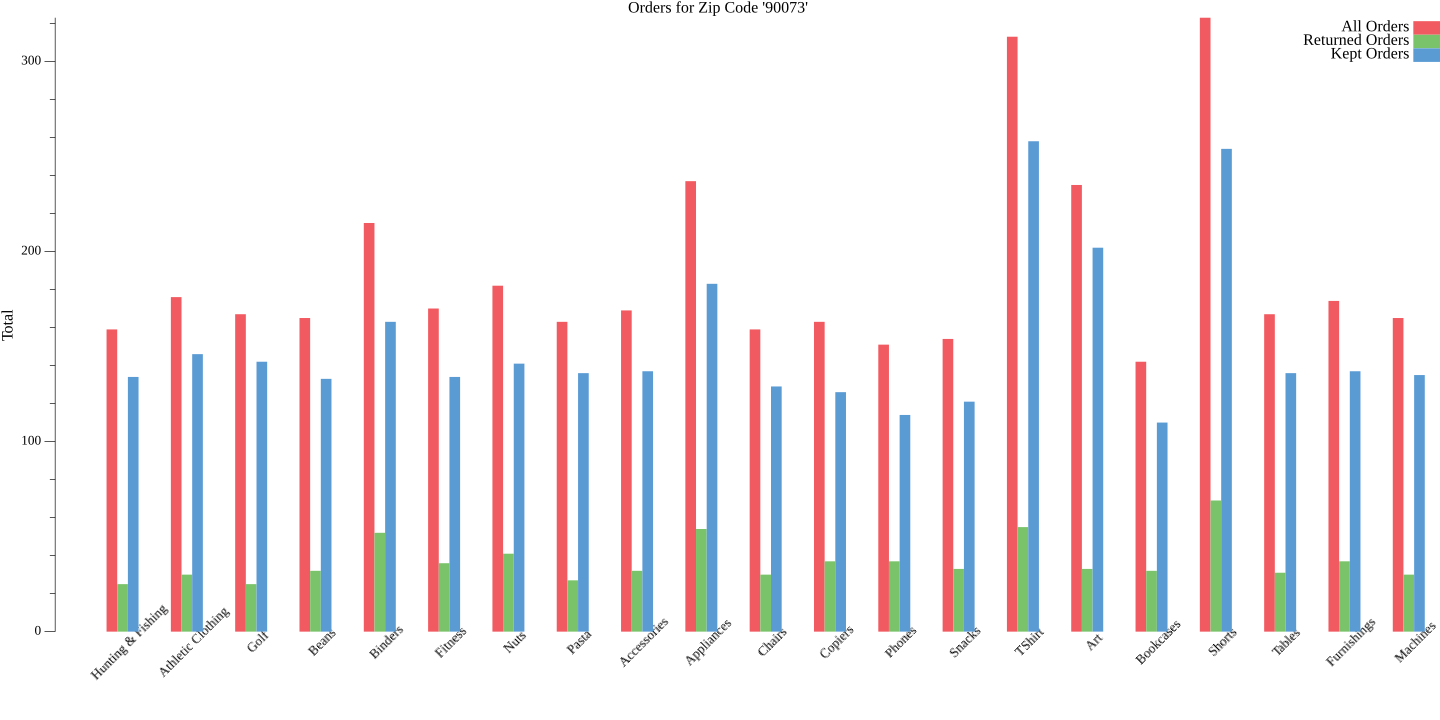 Orders for Zip Code '90073'
All Orders
Returned Orders
Kept Orders
Total
300
200
100
0
Hunting & Fishing
Athletic Clothing
Golf
Beans
Binders
Fitness
Nuts
Pasta
Accessories
Appliances
Chairs
Copiers
Phones
Snacks
TShirt
Art
Bookcases
Shorts
Tables
Furnishings
Machines